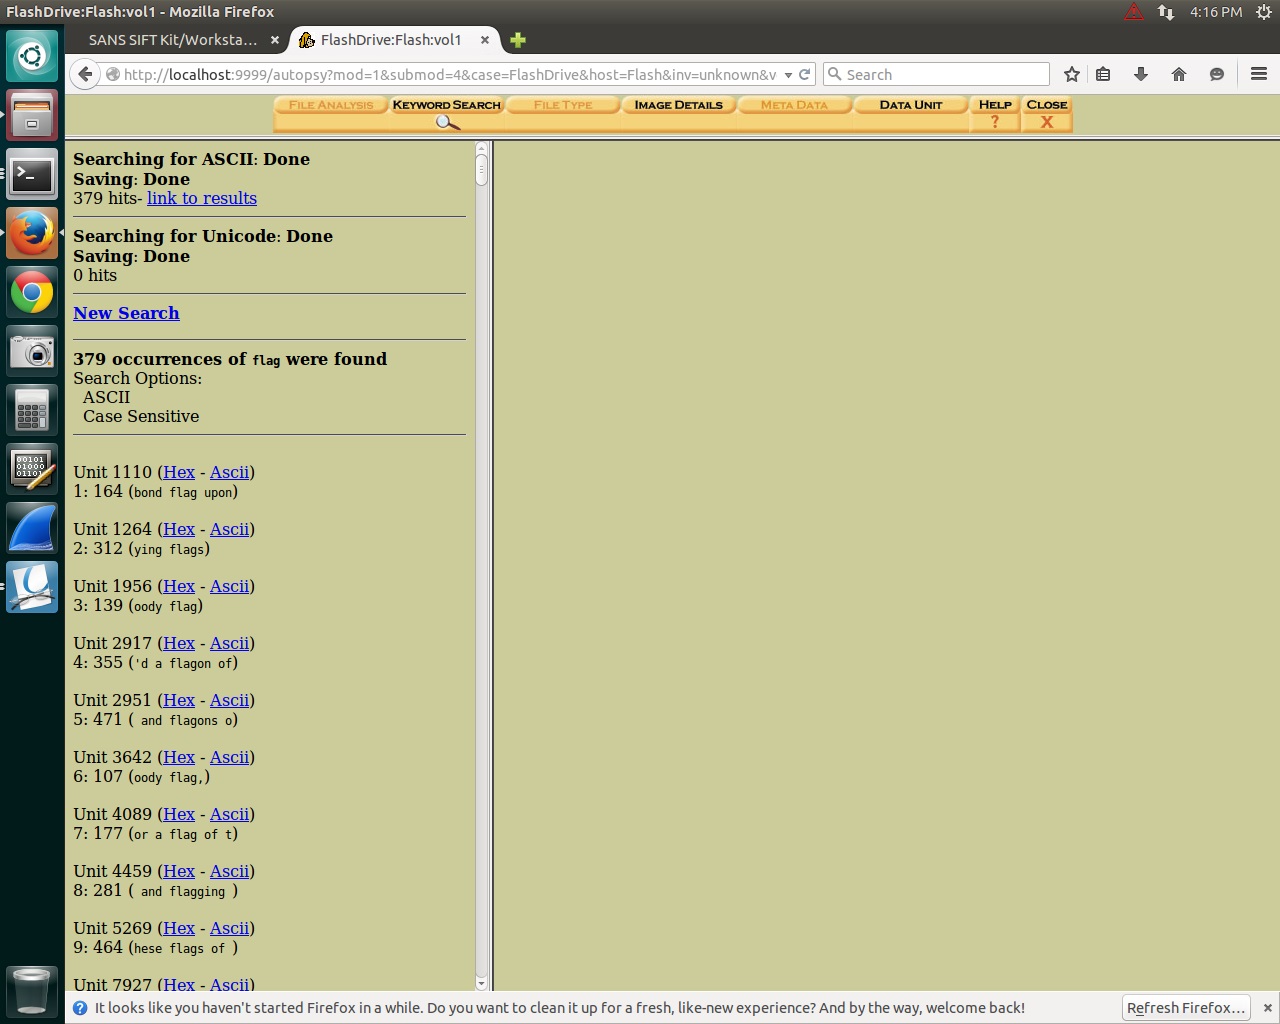 FlashDrive:Flash:vol1 - Mozilla Firefox
4:16 PM
SANS SIFT Kit/Worksta...
FlashDrive:Flash:vol1
http://localhost:9999/autopsy?mod=1&submod=4&case=FlashDrive&host=Flash&inv=unknown&v
Search
FILE ANALYSIS KEYWORD SEARCH FILE TYPE IMAGE DETAILS META DATA DATA UNIT HELP CLOSE
? X
Searching for ASCII: Done
Saving: Done
379 hits- link to results
Searching for Unicode: Done
Saving: Done
0 hits
New Search
379 occurrences of flag were found
Search Options:
ASCII
Case Sensitive
Unit 1110 (Hex - Ascii)
1: 164 (bond flag upon)
Unit 1264 (Hex - Ascii)
2: 312 (ying flags)
Unit 1956 (Hex - Ascii)
3: 139 (oody flag)
Unit 2917 (Hex - Ascii)
4: 355 ('d a flagon of)
Unit 2951 (Hex - Ascii)
5: 471 ( and flagons o)
Unit 3642 (Hex - Ascii)
6: 107 (oody flag,)
Unit 4089 (Hex - Ascii)
7: 177 (or a flag of t)
Unit 4459 (Hex - Ascii)
8: 281 ( and flagging )
Unit 5269 (Hex - Ascii)
9: 464 (hese flags of )
Unit 7927 (Hex - Ascii)
It looks like you haven't started Firefox in a while. Do you want to clean it up for a fresh, like-new experience? And by the way, welcome back!
Refresh Firefox...